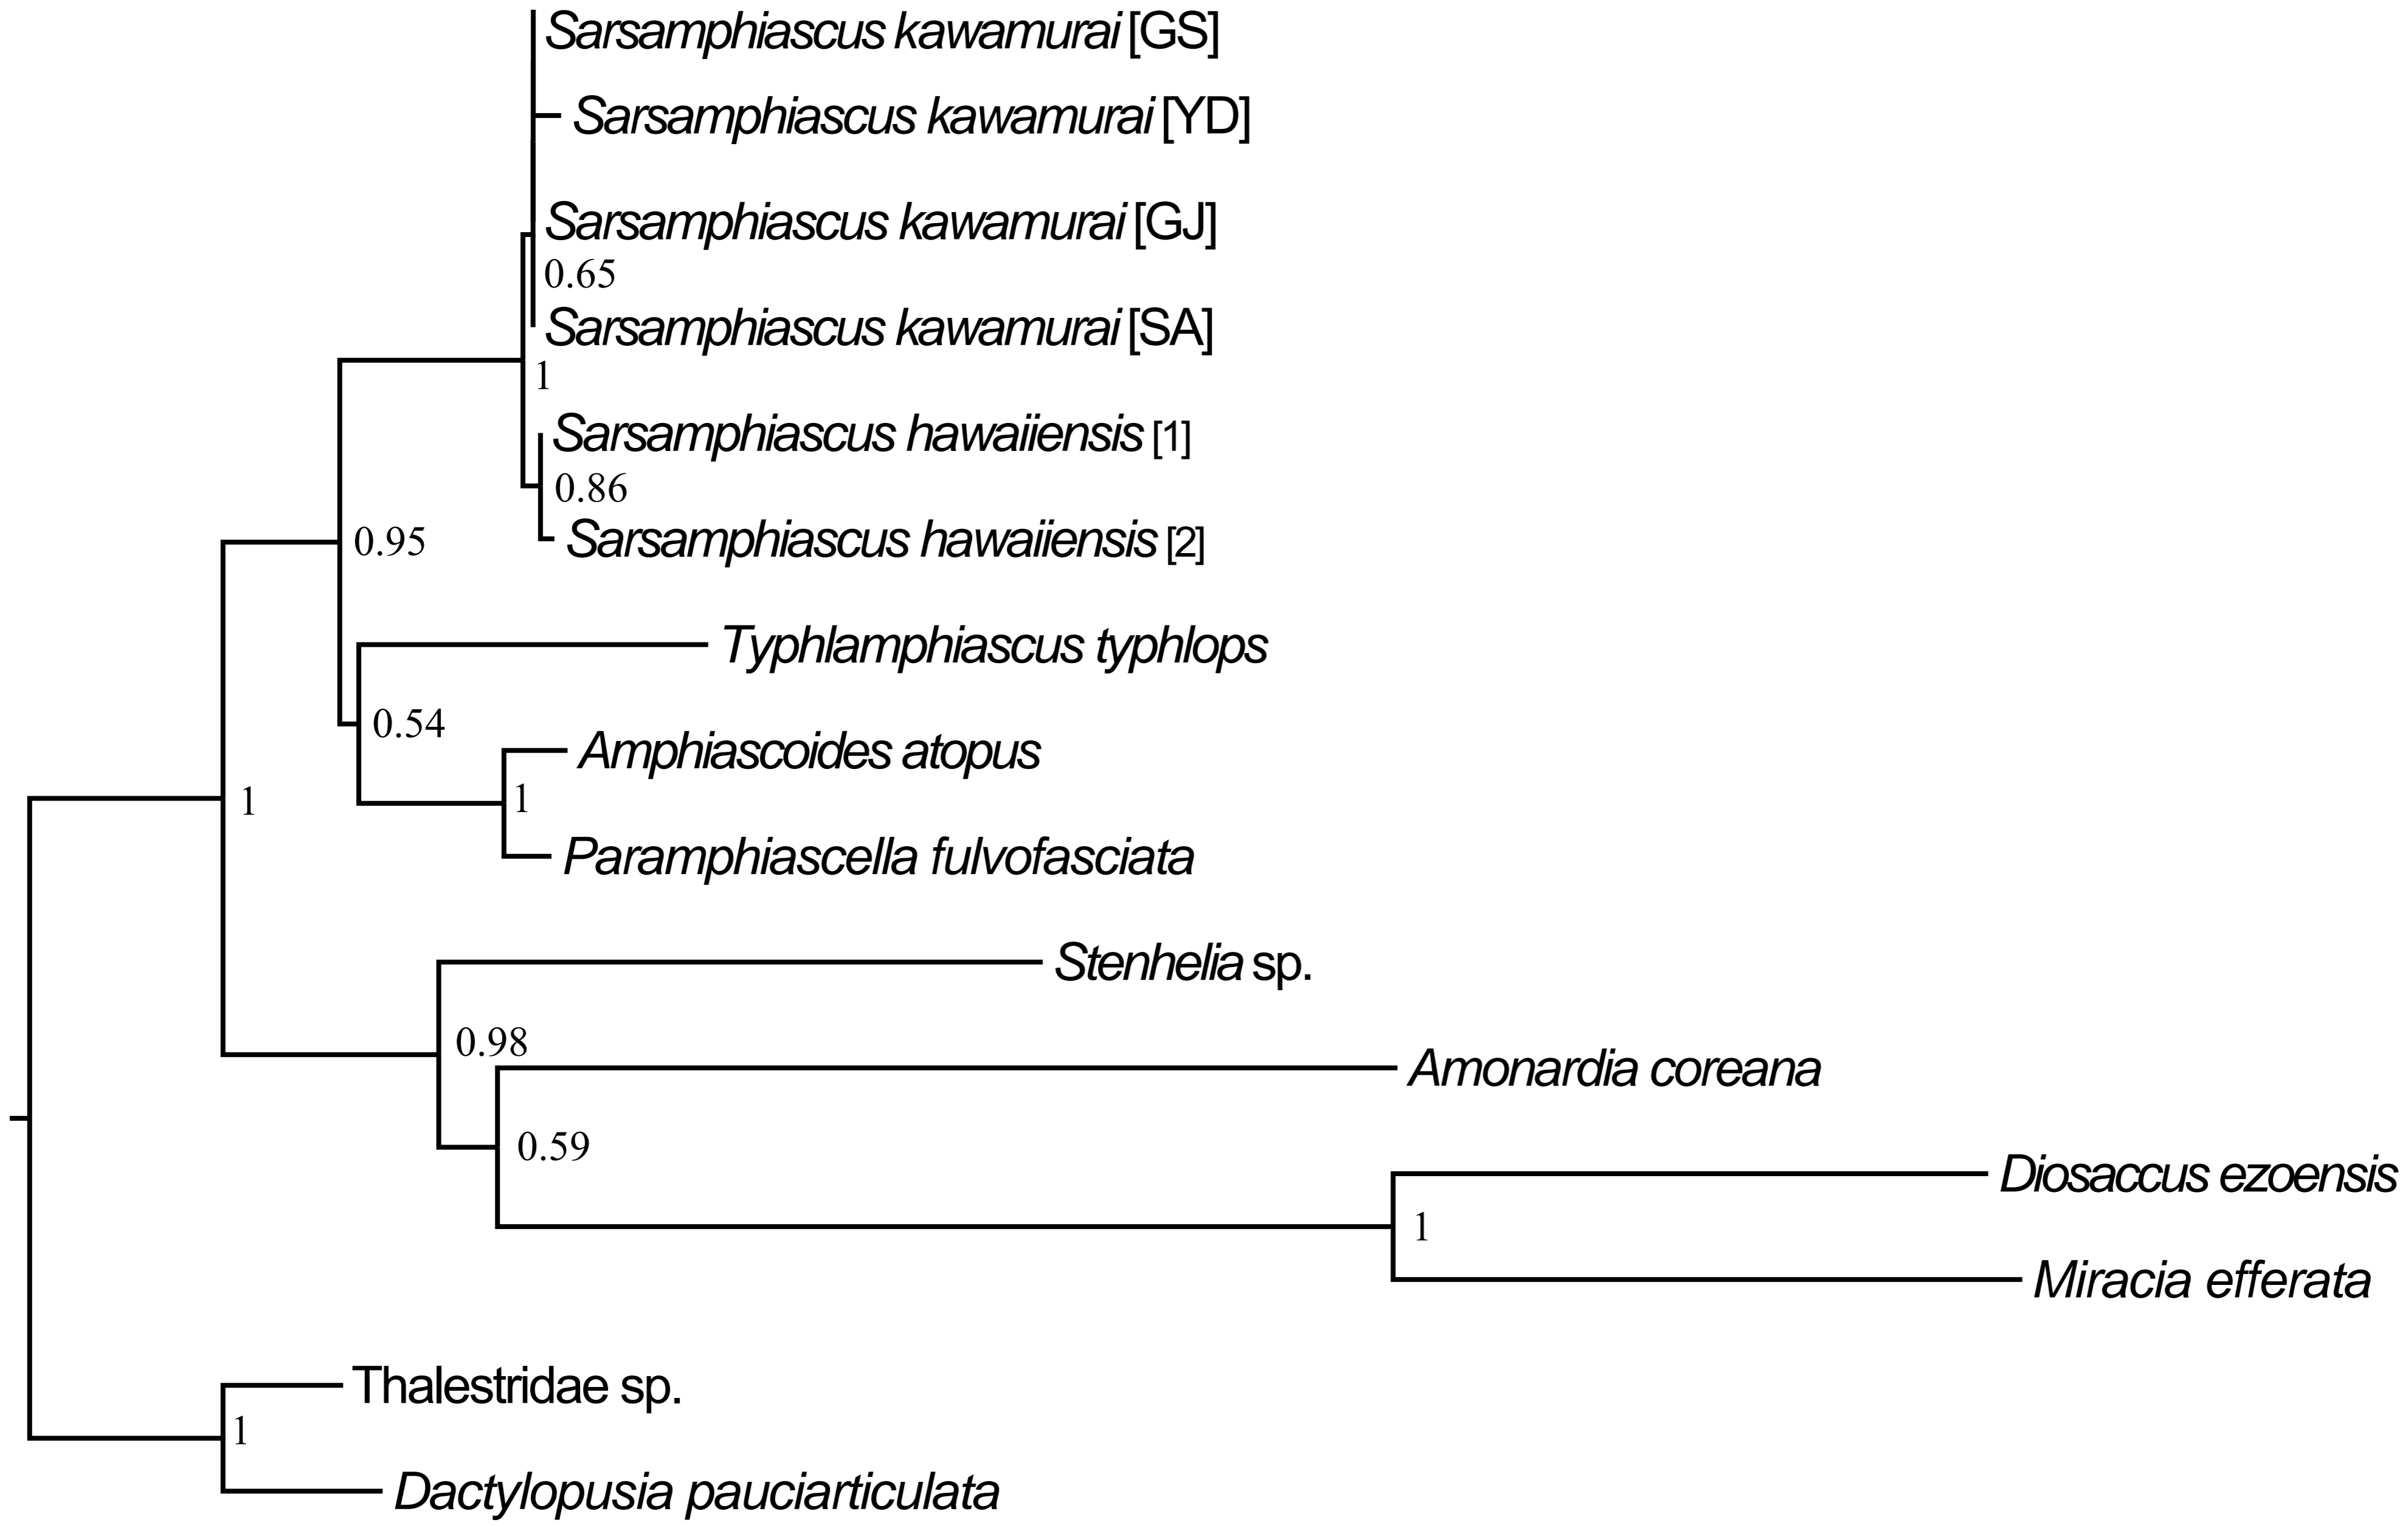 Sarsamphiascus kawamurai [GS]
Sarsamphiascus kawamurai [YD]
Sarsamphiascus kawamurai [GJ]
0.65
Sarsamphiascus kawamurai [SA]
1
Sarsamphiascus hawaiiensis [1]
0.86
Sarsamphiascus hawaiiensis [2]
0.95
Typhlamphiascus typhlops
0.54
Amphiascoides atopus
1
1
Paramphiascella fulvofasciata
Stenhelia sp.
0.98
Amonardia coreana
0.59
Diosaccus ezoensis
1
Miracia efferata
Thalestridae sp.
1
Dactylopusia pauciarticulata